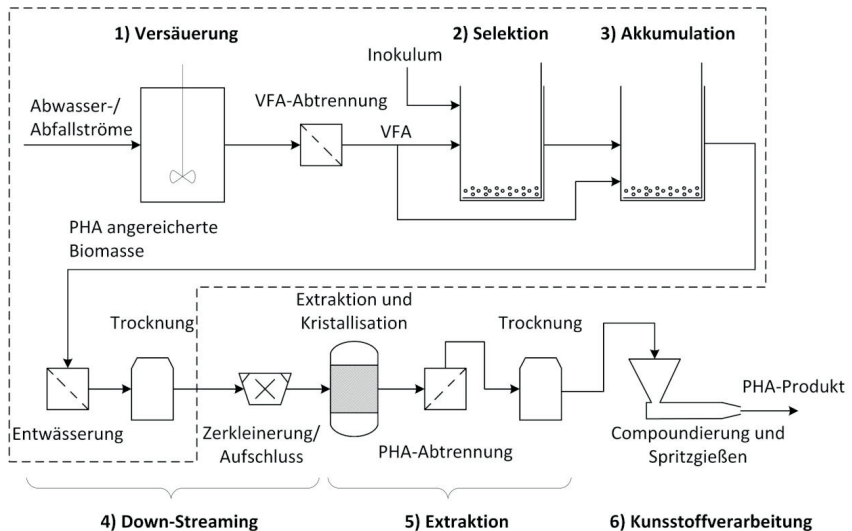 1) Versäuerung
2) Selektion
3) Akkumulation
Inokulum
Abwasser-/
Abfallströme
VFA-Abtrennung
VFA
PHA angereicherte
Biomasse
Trocknung
Extraktion und
Kristallisation
Trocknung
PHA-Produkt
Entwässerung
Zerkleinerung/
Aufschluss
PHA-Abtrennung
Compoundierung und
Spritzgießen
4) Down-Streaming
5) Extraktion
6) Kunsstoffverarbeitung